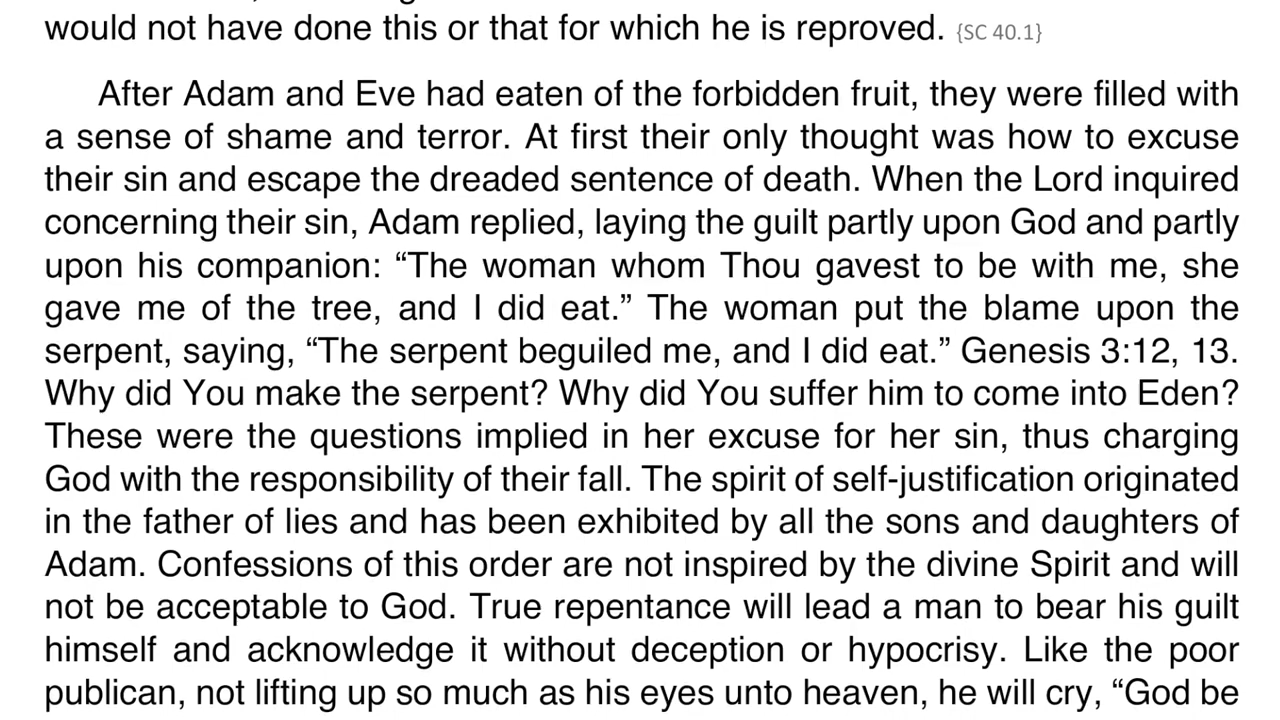 would not have done this or that for which he is reproved. {SC 40.1}
After Adam and Eve had eaten of the forbidden fruit, they were filled with
a sense of shame and terror. At first their only thought was how to excuse
their sin and escape the dreaded sentence of death. When the Lord inquired
concerning their sin, Adam replied, laying the guilt partly upon God and partly
upon his companion: “The woman whom Thou gavest to be with me, she
gave me of the tree, and I did eat.” The woman put the blame upon the
serpent, saying, “The serpent beguiled me, and I did eat.” Genesis 3:12, 13.
Why did You make the serpent? Why did You suffer him to come into Eden?
These were the questions implied in her excuse for her sin, thus charging
God with the responsibility of their fall. The spirit of self-justification originated
in the father of lies and has been exhibited by all the sons and daughters of
Adam. Confessions of this order are not inspired by the divine Spirit and will
not be acceptable to God. True repentance will lead a man to bear his guilt
himself and acknowledge it without deception or hypocrisy. Like the poor
publican, not lifting up so much as his eyes unto heaven, he will cry, “God be